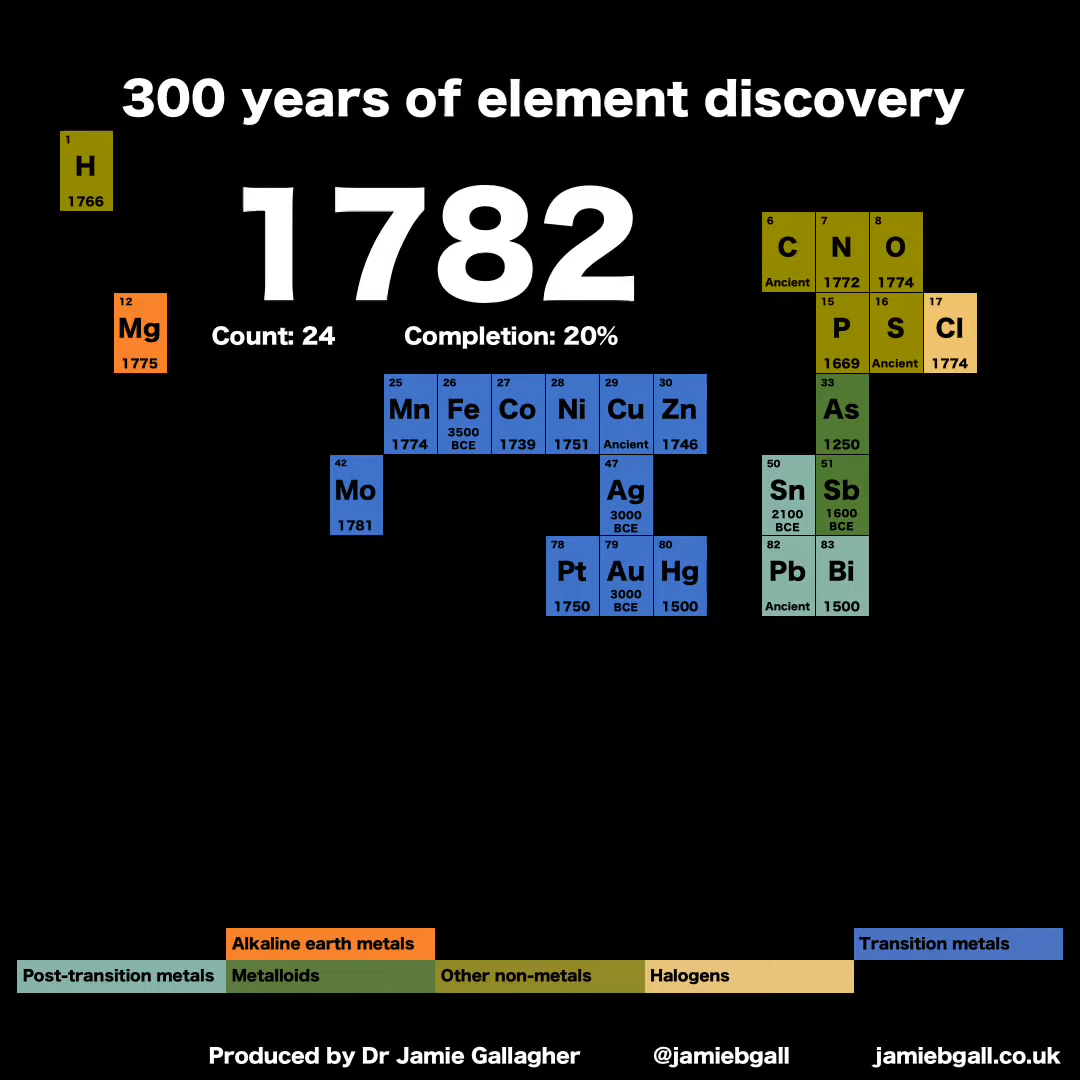 300 years of element discovery
1
H
1766
1782
Count: 24 Completion: 20%
6 7 8
C N O
Ancient 1772 1774
12
Mg
1775
15 16 17
P S Cl
1669 Ancient 1774
25 26 27 28 29 30 33
Mn Fe Co Ni Cu Zn As
3500
BCE
1774 1739 1751 Ancient 1746 1250
42 47 50 51
Mo Ag Sn Sb
3000 2100 1600
1781 BCE BCE BCE
78 79 80 82 83
Pt Au Hg Pb Bi
3000
BCE
1750 1500 Ancient 1500
Alkaline earth metals Transition metals
Post-transition metals Metalloids Other non-metals Halogens
Produced by Dr Jamie Gallagher @jamiebgall jamiebgall.co.uk